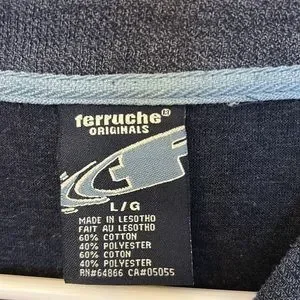 ferruche®
ORIGINALS
L/G
MADE IN LESOTHO
FAIT AU LESOTHO
60% COTTON
40% POLYESTER
60% COTON
40% POLYESTER
RN#64866 CA#05055